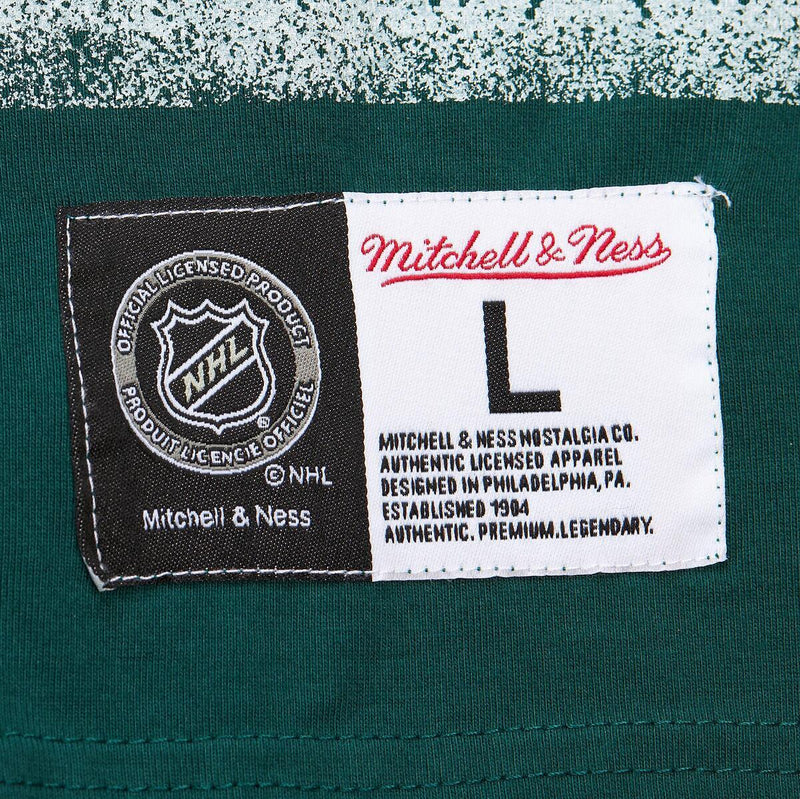 OFFICIAL LICENSED PRODUCT
NHL
PRODUIT LICENCIÉ OFFICIEL
© NHL
Mitchell & Ness
Mitchell & Ness
L
MITCHELL & NESS NOSTALGIA CO.
AUTHENTIC LICENSED APPAREL
DESIGNED IN PHILADELPHIA, PA.
ESTABLISHED 1904
AUTHENTIC. PREMIUM. LEGENDARY.